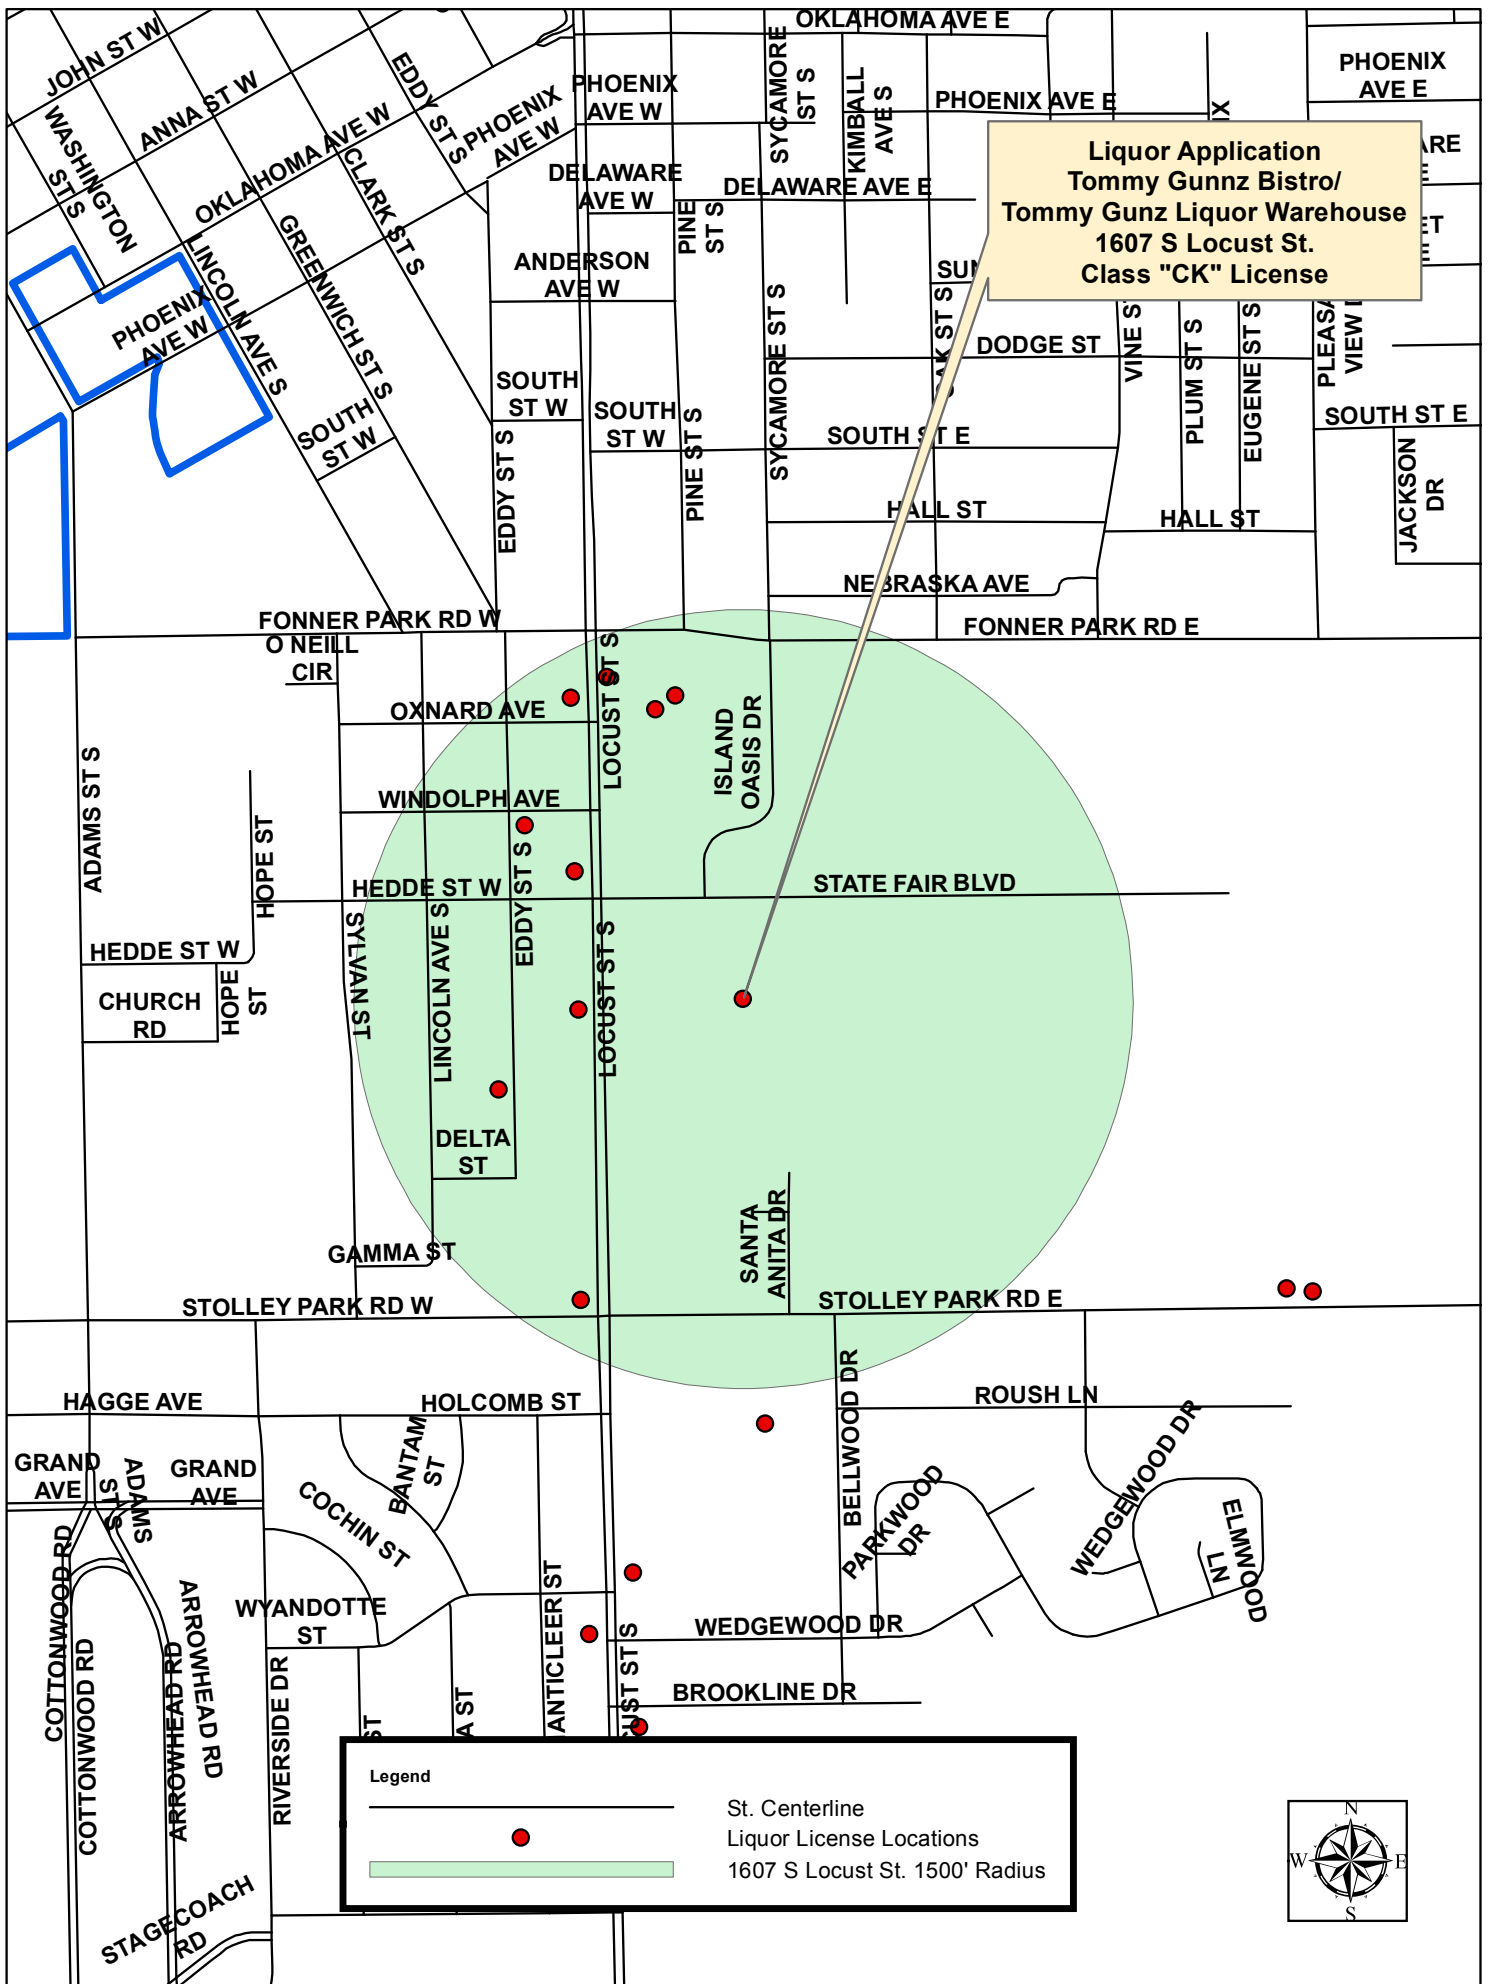 OKLAHOMA AVE E
JOHN ST W
EDDY ST S
SYCAMORE
ST S
PHOENIX
AVE E
PHOENIX
AVE W
KIMBALL
AVE S
ANNA ST W
PHOENIX
AVE W
PHOENIX AVE E
WASHINGTON
ST S
OKLAHOMA AVE W
CLARK ST S
Liquor Application
Tommy Gunnz Bistro/
Tommy Gunz Liquor Warehouse
1607 S Locust St.
Class "CK" License
DELAWARE
AVE W
DELAWARE AVE E
PINE
ST S
GREENWICH ST S
LINCOLN AVE S
ANDERSON
AVE W
PHOENIX
AVE W
SYCAMORE ST S
VINE ST
PLUM ST S
EUGENE ST S
DODGE ST
SOUTH
ST W
SOUTH
ST W
SOUTH
ST W
SOUTH ST E
SOUTH ST E
EDDY ST S
PINE ST S
JACKSON
DR
HALL ST
HALL ST
NEBRASKA AVE
FONNER PARK RD W
FONNER PARK RD E
O NEILL
CIR
LOCUST ST S
OXNARD AVE
ISLAND
OASIS DR
ADAMS ST S
WINDOLPH AVE
HOPE ST
EDDY ST S
HEDDE ST W
STATE FAIR BLVD
SYLVAN ST
LINCOLN AVE S
LOCUST ST S
HEDDE ST W
HOPE
ST
CHURCH
RD
DELTA
ST
SANTA
ANITA DR
GAMMA ST
STOLLEY PARK RD W
STOLLEY PARK RD E
HAGGE AVE
HOLCOMB ST
BELLWOOD DR
ROUSH LN
GRAND
AVE
ADAMS
ST S
GRAND
AVE
BANTAM
ST
COCHIN ST
PARKWOOD
DR
WEDGEWOOD DR
ELMWOOD
LN
COTTONWOOD RD
ARROWHEAD RD
WYANDOTTE
ST
WEDGEWOOD DR
COTTONWOOD RD
ARROWHEAD RD
RIVERSIDE DR
BROOKLINE DR
STAGECOACH
RD
Legend
St. Centerline
Liquor License Locations
1607 S Locust St. 1500' Radius
N
W
E
S